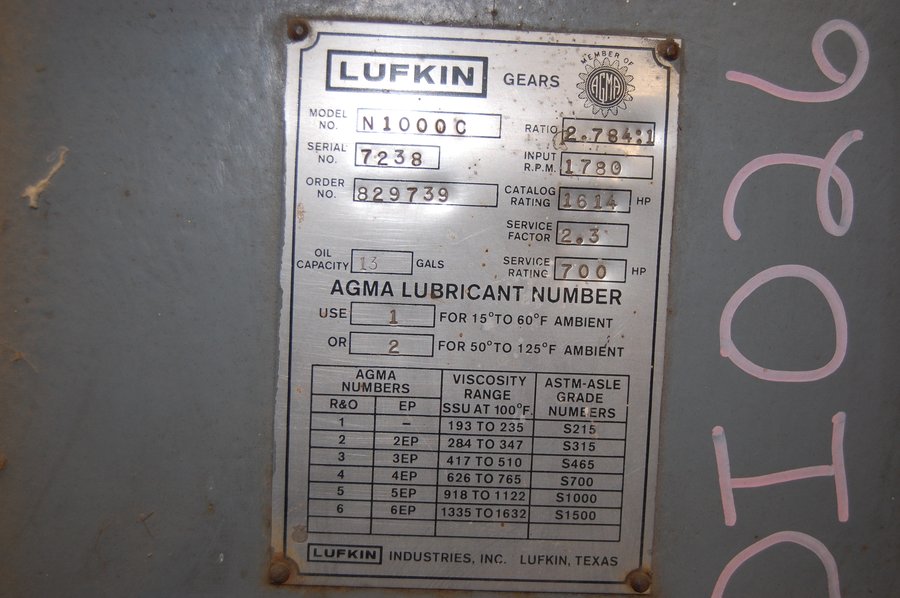 LUFKIN GEARS
MEMBER OF AGMA
MODEL NO. N1000C
RATIO 2.784:1
SERIAL NO. 7238
INPUT R.P.M. 1780
ORDER NO. 829739
CATALOG RATING 1614 HP
SERVICE FACTOR 2.3
OIL CAPACITY 13 GALS
SERVICE RATING 700 HP
AGMA LUBRICANT NUMBER
USE 1 FOR 15°TO 60°F AMBIENT
OR 2 FOR 50°TO 125°F AMBIENT
AGMA NUMBERS VISCOSITY RANGE SSU AT 100°F. ASTM-ASLE GRADE NUMBERS
R&O EP
1 - 193 TO 235 S215
2 2EP 284 TO 347 S315
3 3EP 417 TO 510 S465
4 4EP 626 TO 765 S700
5 5EP 918 TO 1122 S1000
6 6EP 1335 TO 1632 S1500
LUFKIN INDUSTRIES, INC. LUFKIN, TEXAS